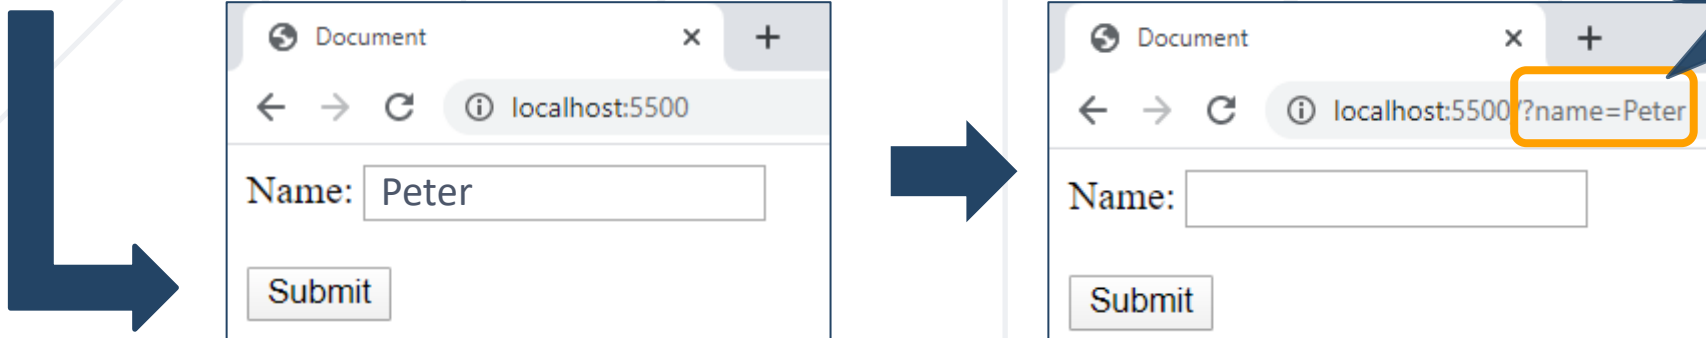 Document
localhost:5500
Name: Peter
Submit
Document
localhost:5500/?name=Peter
Name:
Submit